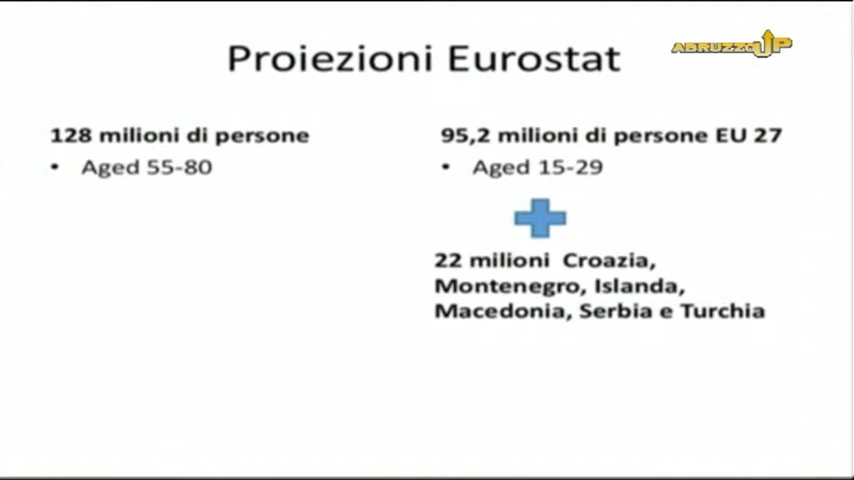 Proiezioni Eurostat
ABRUZZOUP
128 milioni di persone
• Aged 55-80
95,2 milioni di persone EU 27
• Aged 15-29
22 milioni Croazia,
Montenegro, Islanda,
Macedonia, Serbia e Turchia